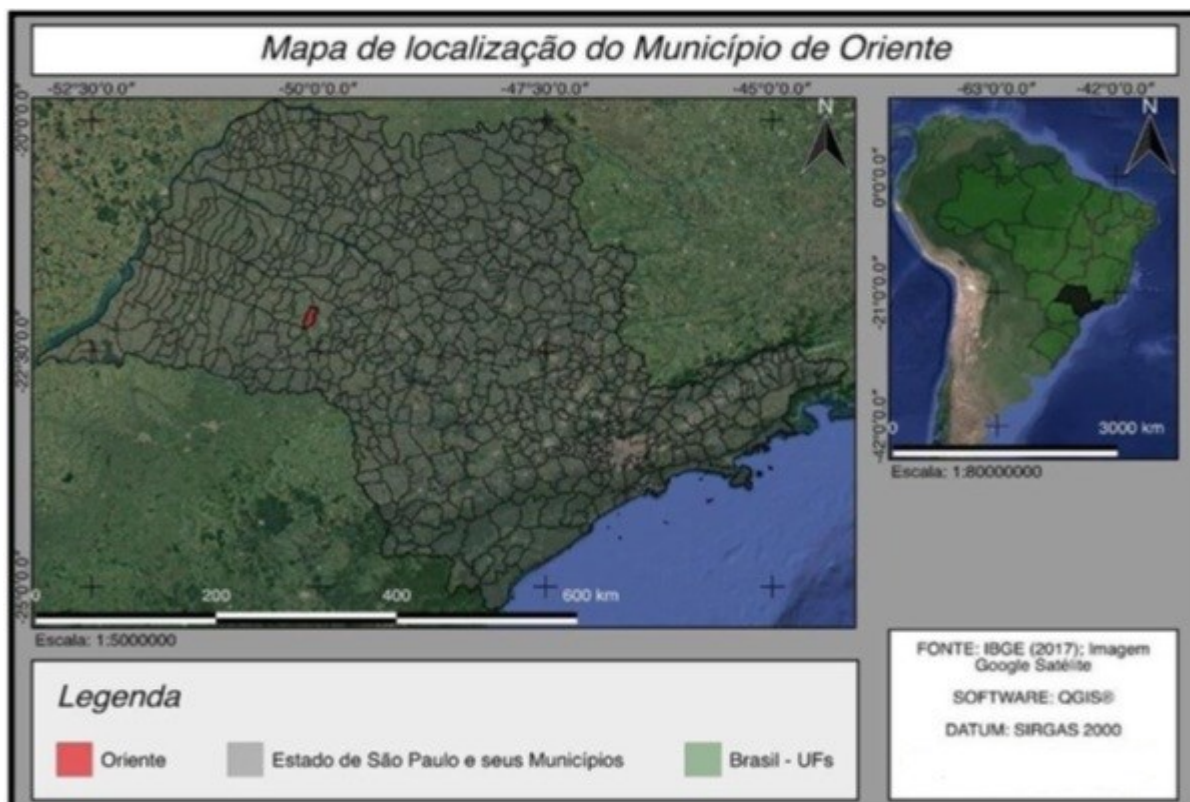 Mapa de localização do Município de Oriente
-52°30'0.0" -50°0'0.0" -47°30'0.0" -45°0'0.0"
-20°0'0.0"
-22°30'0.0"
-25°0'0.0"
N
0 200 400 600 km
Escala: 1:5000000
-63°0'0.0" -42°0'0.0"
0°0'0.0"
-21°0'0.0"
-42°0'0.0"
N
0 3000 km
Escala: 1:80000000
Legenda
Oriente
Estado de São Paulo e seus Municípios
Brasil - UFs
FONTE: IBGE (2017); Imagem
Google Satélite
SOFTWARE: QGIS®
DATUM: SIRGAS 2000